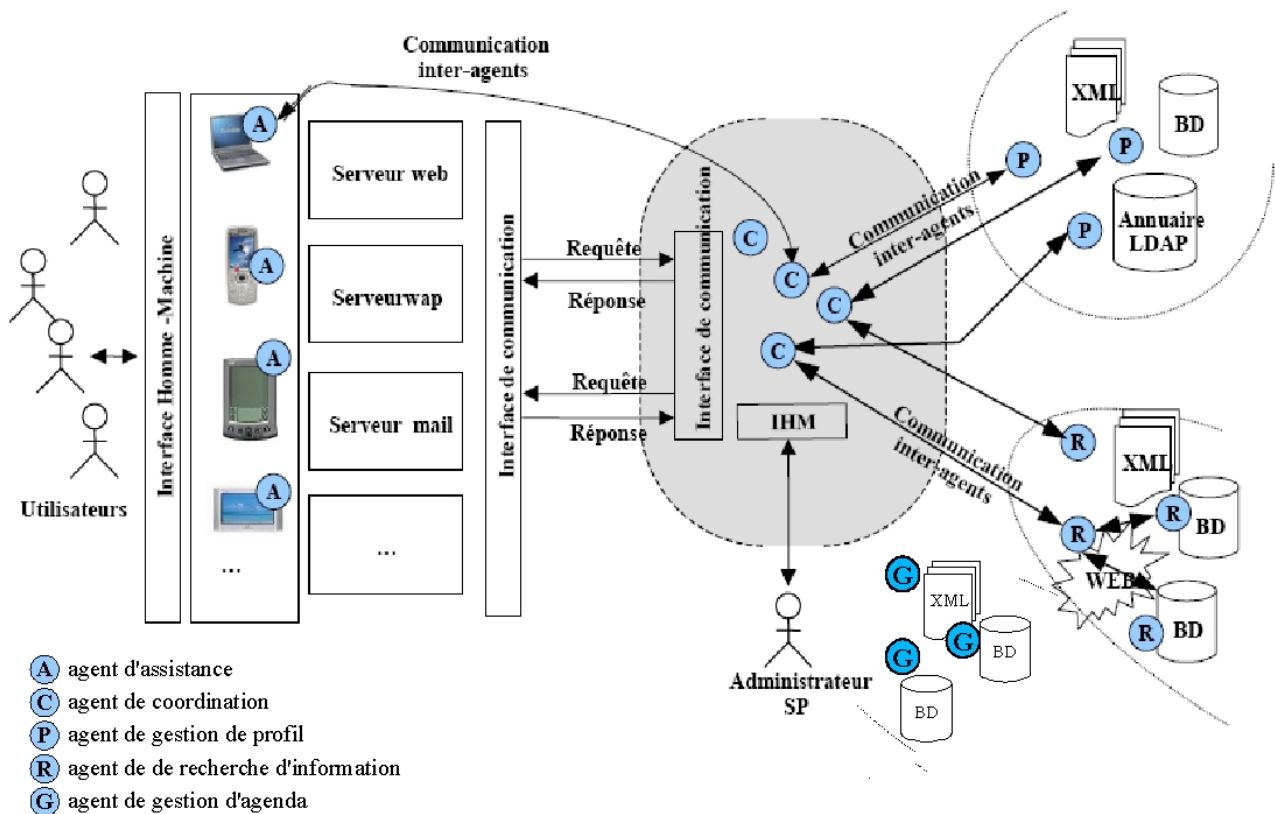 Communication
inter-agents
A
A
A
A
...
Interface Homme -Machine
Utilisateurs
Serveur web
Serveurwap
Serveur mail
...
Interface de communication
Requête
Réponse
Requête
Réponse
Interface de communication
C
C
C
C
IHM
Administrateur
SP
Communication
inter-agents
P
P
P
XML
BD
Annuaire
LDAP
Communication
inter-agents
R
XML
R
R
BD
WEB
R
BD
G
XML
G
BD
G
BD
A agent d'assistance
C agent de coordination
P agent de gestion de profil
R agent de de recherche d'information
G agent de gestion d'agenda